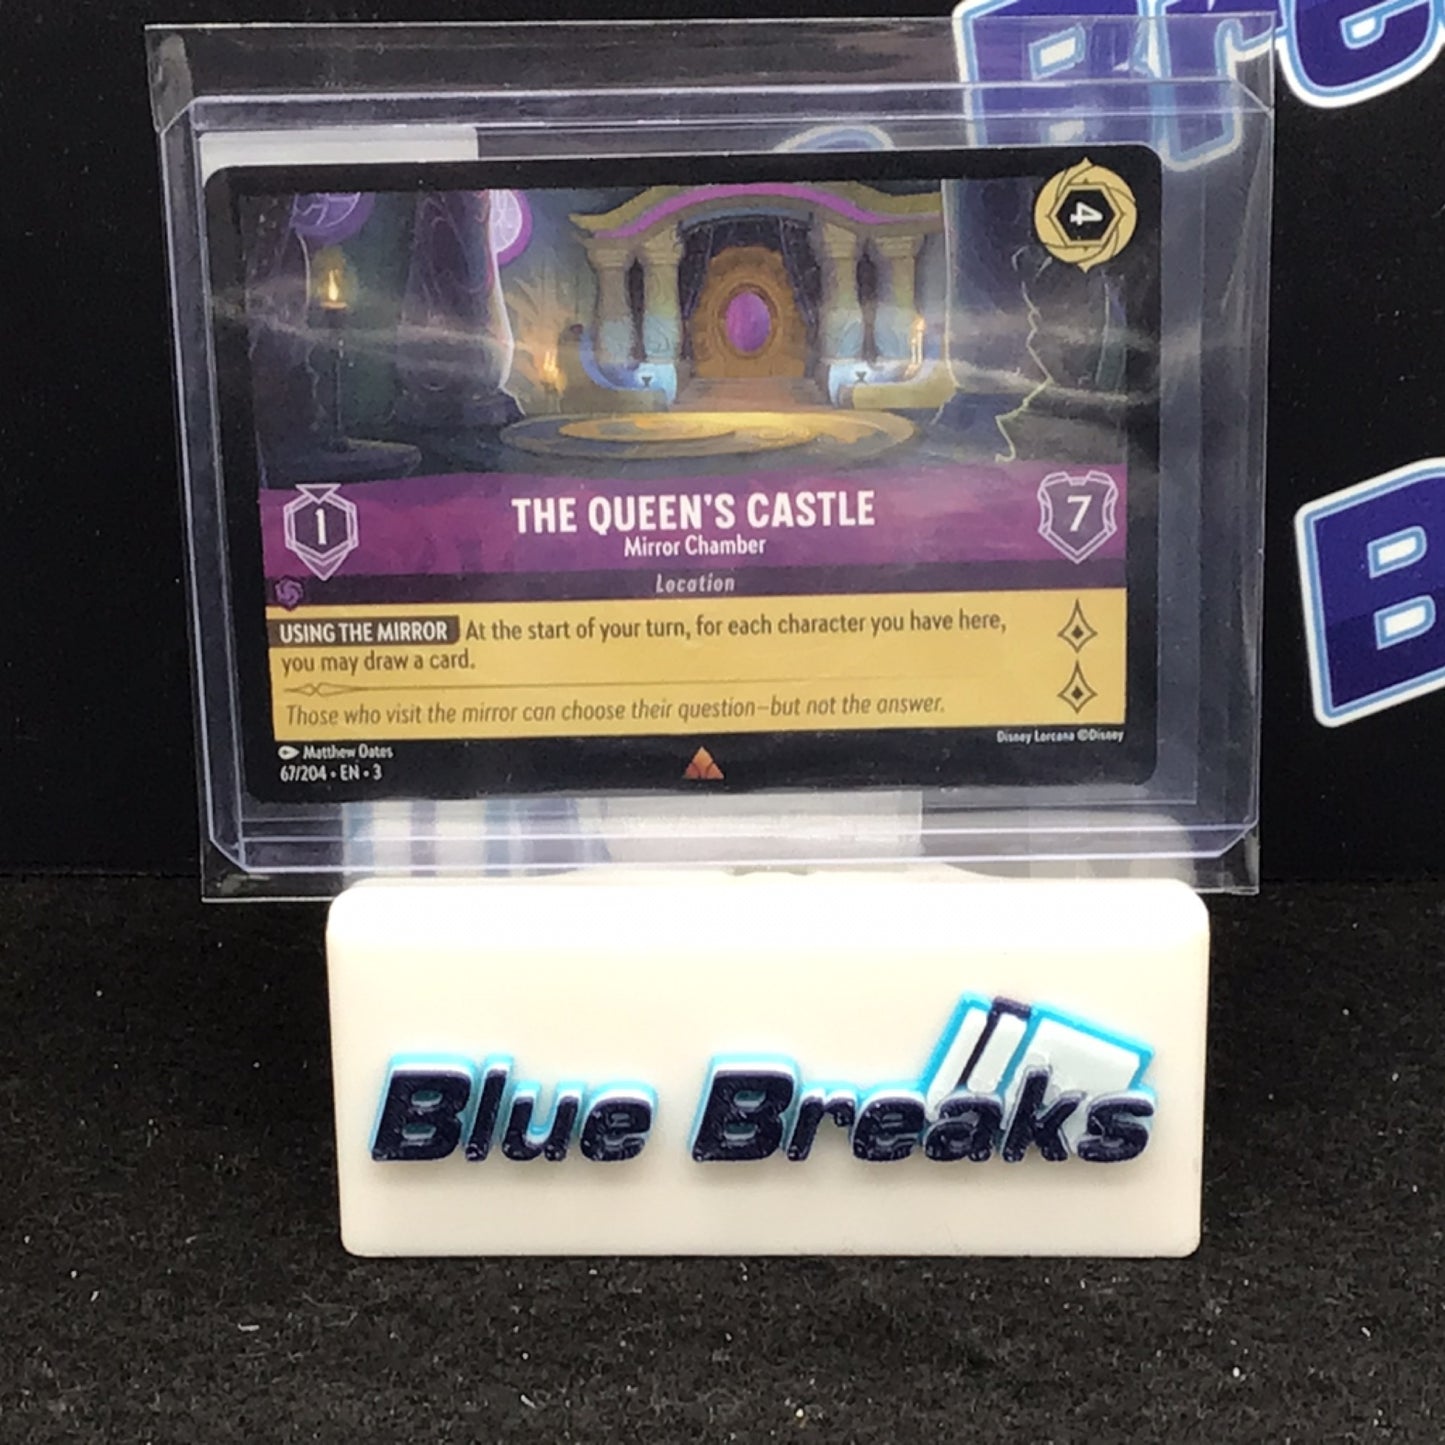 Bre
4
1
THE QUEEN'S CASTLE
7
Mirror Chamber
Location
USING THE MIRROR At the start of your turn, for each character you have here,
you may draw a card.
Those who visit the mirror can choose their question—but not the answer.
Matthew Oates
67/204 • EN • 3
Disney Lorcana ©Disney
B
Blue Breaks